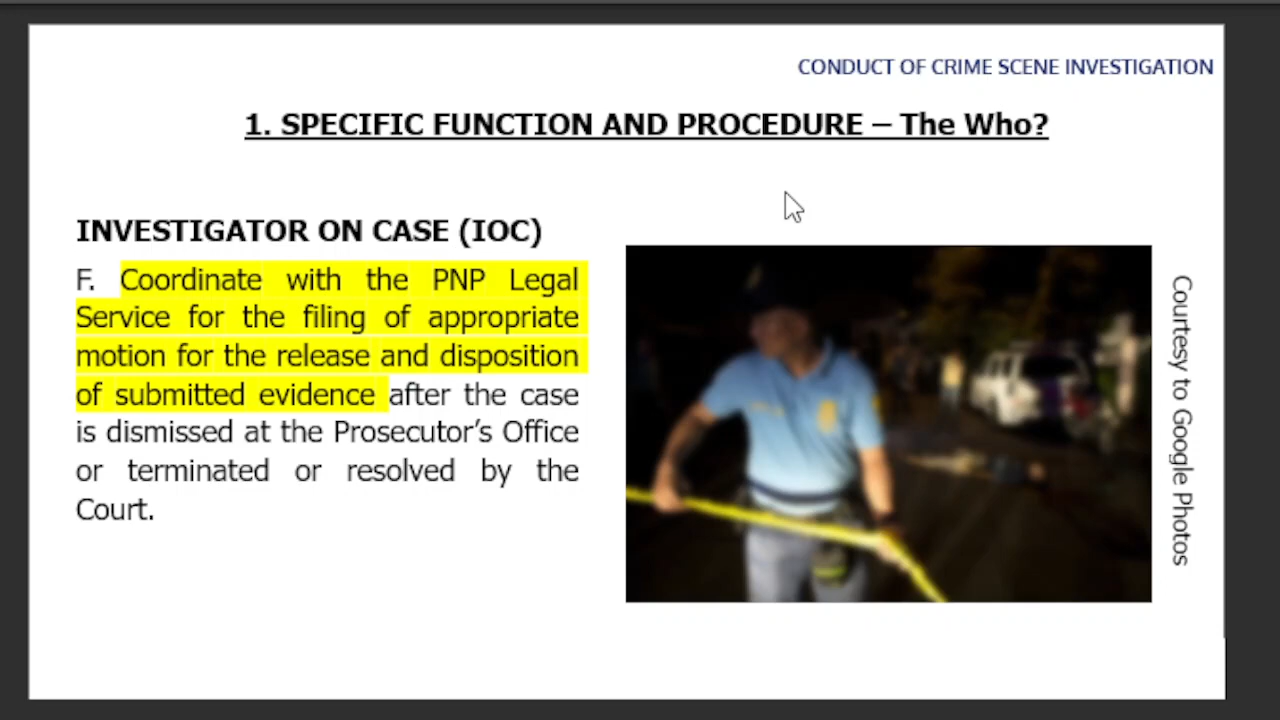 CONDUCT OF CRIME SCENE INVESTIGATION
1. SPECIFIC FUNCTION AND PROCEDURE – The Who?
INVESTIGATOR ON CASE (IOC)
F. Coordinate with the PNP Legal
Service for the filing of appropriate
motion for the release and disposition
of submitted evidence after the case
is dismissed at the Prosecutor's Office
or terminated or resolved by the
Court.
Courtesy to Google Photos